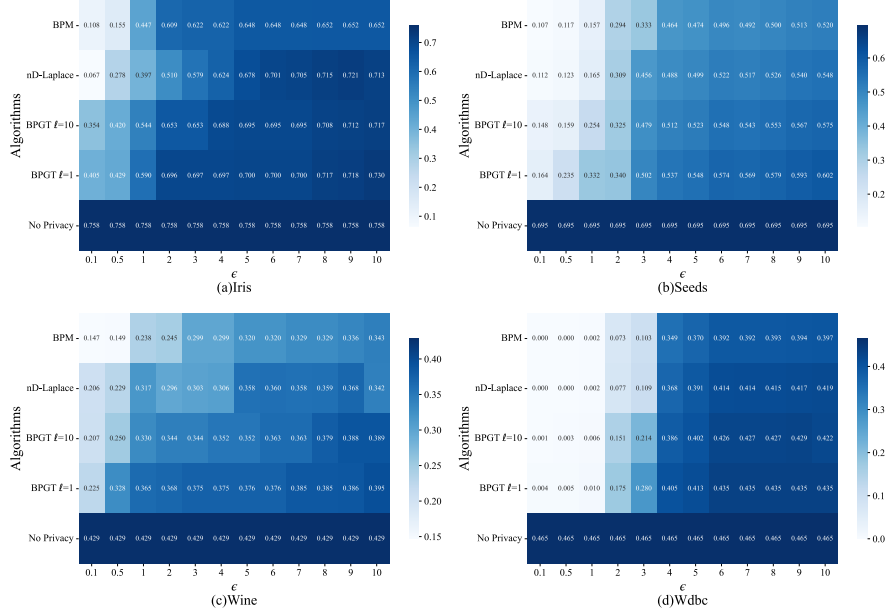 BPM 0.108 0.155 0.447 0.609 0.622 0.622 0.648 0.648 0.652 0.652 0.652
nD-Laplace 0.067 0.278 0.397 0.510 0.579 0.624 0.678 0.701 0.705 0.715 0.721 0.713
BPGT ℓ=10 0.354 0.420 0.544 0.653 0.653 0.688 0.695 0.695 0.695 0.708 0.712 0.717
BPGT ℓ=1 0.405 0.429 0.590 0.696 0.697 0.697 0.700 0.700 0.700 0.717 0.718 0.730
No Privacy 0.758 0.758 0.758 0.758 0.758 0.758 0.758 0.758 0.758 0.758 0.758 0.758
0.1 0.5 1 2 3 4 5 6 7 8 9 10
Algorithms
ϵ
(a)Iris
0.7
0.6
0.5
0.4
0.3
0.2
0.1
BPM 0.107 0.117 0.157 0.294 0.333 0.464 0.474 0.476 0.492 0.500 0.513 0.520
nD-Laplace 0.112 0.123 0.165 0.309 0.456 0.488 0.499 0.522 0.517 0.526 0.540 0.548
BPGT ℓ=10 0.148 0.159 0.254 0.325 0.479 0.512 0.523 0.548 0.543 0.553 0.567 0.575
BPGT ℓ=1 0.164 0.235 0.332 0.340 0.502 0.537 0.548 0.574 0.569 0.579 0.593 0.602
No Privacy 0.695 0.695 0.695 0.695 0.695 0.695 0.695 0.695 0.695 0.695 0.695 0.695
0.1 0.5 1 2 3 4 5 6 7 8 9 10
Algorithms
ϵ
(b)Seeds
0.6
0.5
0.4
0.3
0.2
BPM 0.147 0.149 0.238 0.245 0.299 0.299 0.320 0.320 0.329 0.329 0.336 0.343
nD-Laplace 0.206 0.229 0.317 0.296 0.303 0.306 0.358 0.360 0.358 0.359 0.368 0.342
BPGT ℓ=10 0.207 0.250 0.330 0.344 0.344 0.352 0.352 0.363 0.363 0.379 0.388 0.389
BPGT ℓ=1 0.225 0.328 0.365 0.368 0.375 0.375 0.376 0.376 0.385 0.385 0.386 0.395
No Privacy 0.429 0.429 0.429 0.429 0.429 0.429 0.429 0.429 0.429 0.429 0.429 0.429
0.1 0.5 1 2 3 4 5 6 7 8 9 10
Algorithms
ϵ
(c)Wine
0.40
0.35
0.30
0.25
0.20
0.15
BPM 0.000 0.000 0.002 0.073 0.103 0.349 0.370 0.392 0.392 0.393 0.394 0.397
nD-Laplace 0.000 0.000 0.002 0.077 0.109 0.368 0.391 0.414 0.414 0.415 0.417 0.419
BPGT ℓ=10 0.001 0.003 0.006 0.151 0.214 0.386 0.402 0.426 0.427 0.427 0.429 0.422
BPGT ℓ=1 0.004 0.005 0.010 0.175 0.280 0.405 0.413 0.435 0.435 0.435 0.435 0.435
No Privacy 0.465 0.465 0.465 0.465 0.465 0.465 0.465 0.465 0.465 0.465 0.465 0.465
0.1 0.5 1 2 3 4 5 6 7 8 9 10
Algorithms
ϵ
(d)Wdbc
0.4
0.3
0.2
0.1
0.0